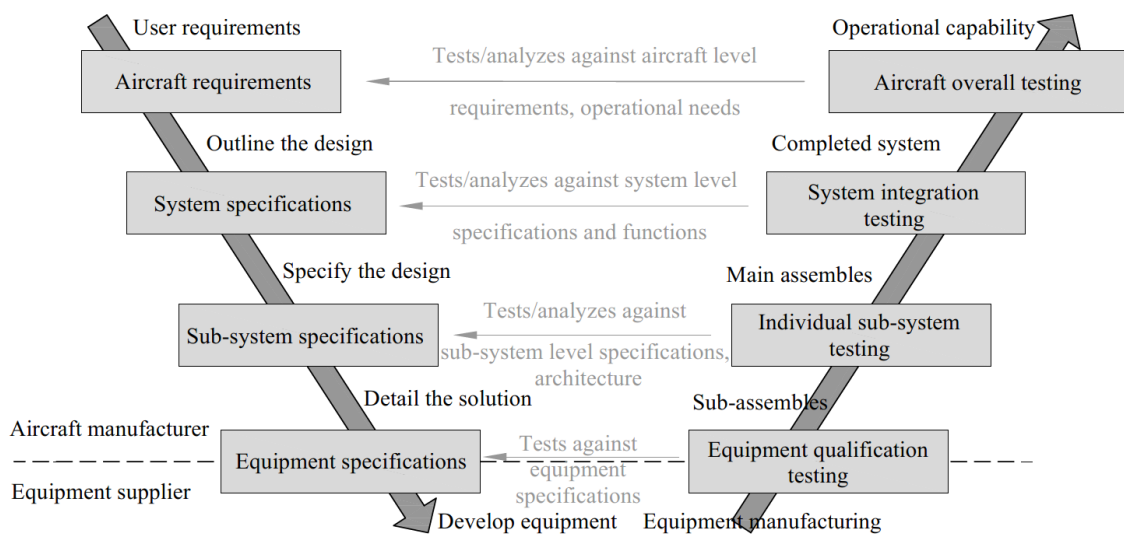 User requirements
Operational capability
Aircraft requirements
Tests/analyzes against aircraft level
requirements, operational needs
Aircraft overall testing
Outline the design
Completed system
System specifications
Tests/analyzes against system level
specifications and functions
System integration
testing
Specify the design
Main assembles
Sub-system specifications
Tests/analyzes against
sub-system level specifications,
architecture
Individual sub-system
testing
Detail the solution
Sub-assembles
Aircraft manufacturer
Equipment specifications
Tests against
equipment
specifications
Equipment qualification
testing
Equipment supplier
Develop equipment
Equipment manufacturing